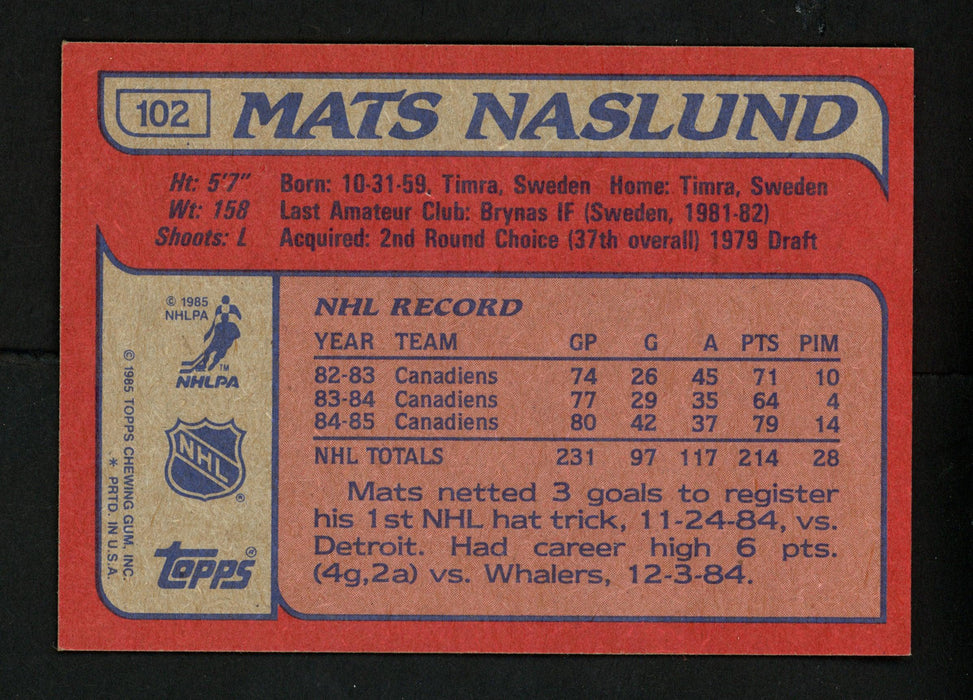 102 MATS NASLUND
Ht: 5'7" Born: 10-31-59, Timra, Sweden Home: Timra, Sweden
Wt: 158 Last Amateur Club: Brynas IF (Sweden, 1981-82)
Shoots: L Acquired: 2nd Round Choice (37th overall) 1979 Draft
© 1985
NHLPA
TM
NHLPA
NHL
®
topps®
© 1985 TOPPS CHEWING GUM, INC.
* PRTD. IN U.S.A.
NHL RECORD
YEAR TEAM GP G A PTS PIM
82-83 Canadiens 74 26 45 71 10
83-84 Canadiens 77 29 35 64 4
84-85 Canadiens 80 42 37 79 14
NHL TOTALS 231 97 117 214 28
Mats netted 3 goals to register
his 1st NHL hat trick, 11-24-84, vs.
Detroit. Had career high 6 pts.
(4g,2a) vs. Whalers, 12-3-84.